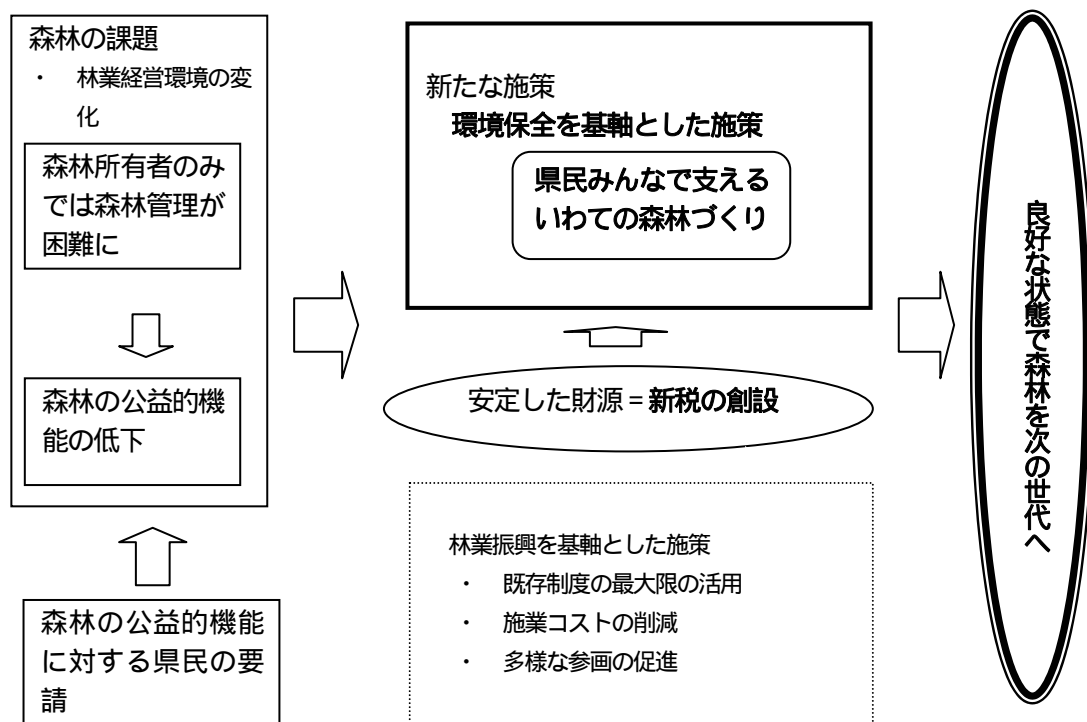 森林の課題
・ 林業経営環境の変
化
森林所有者のみ
では森林管理が
困難に
森林の公益的機
能の低下
森林の公益的機能
に対する県民の要
請
新たな施策
環境保全を基軸とした施策
県民みんなで支える
いわての森林づくり
安定した財源＝新税の創設
林業振興を基軸とした施策
・ 既存制度の最大限の活用
・ 施業コストの削減
・ 多様な参画の促進
良好な状態で森林を次の世代へ